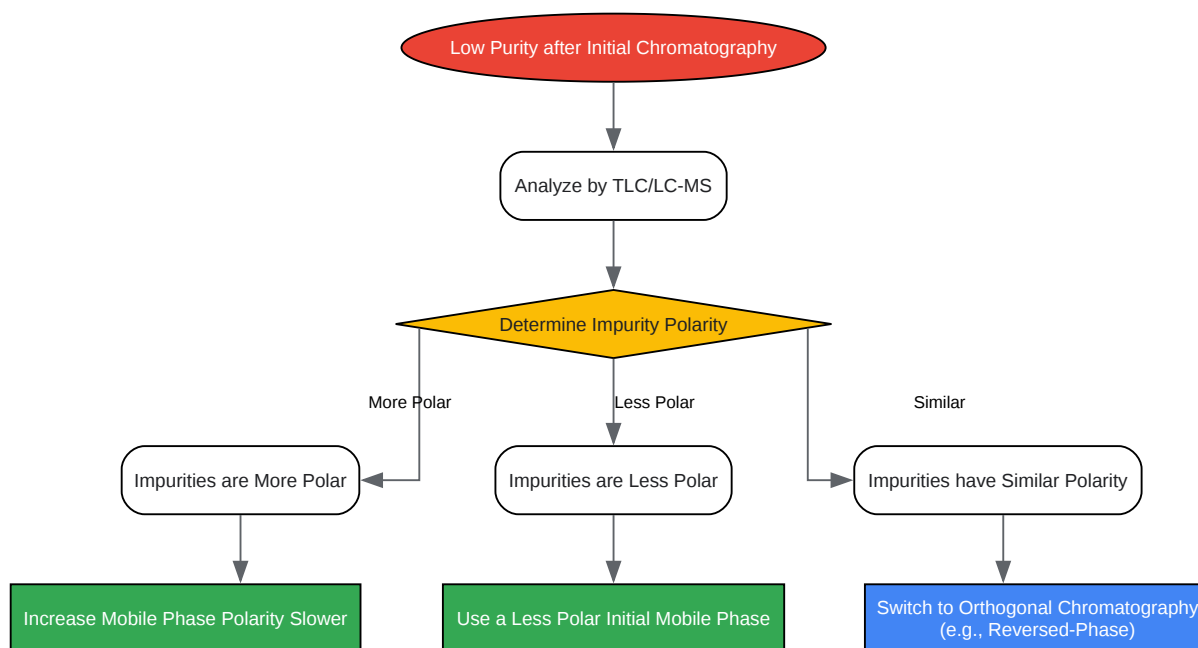 Low Purity after Initial Chromatography
Analyze by TLC/LC-MS
Determine Impurity Polarity
More Polar
Less Polar
Similar
Impurities are More Polar
Impurities are Less Polar
Impurities have Similar Polarity
Increase Mobile Phase Polarity Slower
Use a Less Polar Initial Mobile Phase
Switch to Orthogonal Chromatography
(e.g., Reversed-Phase)